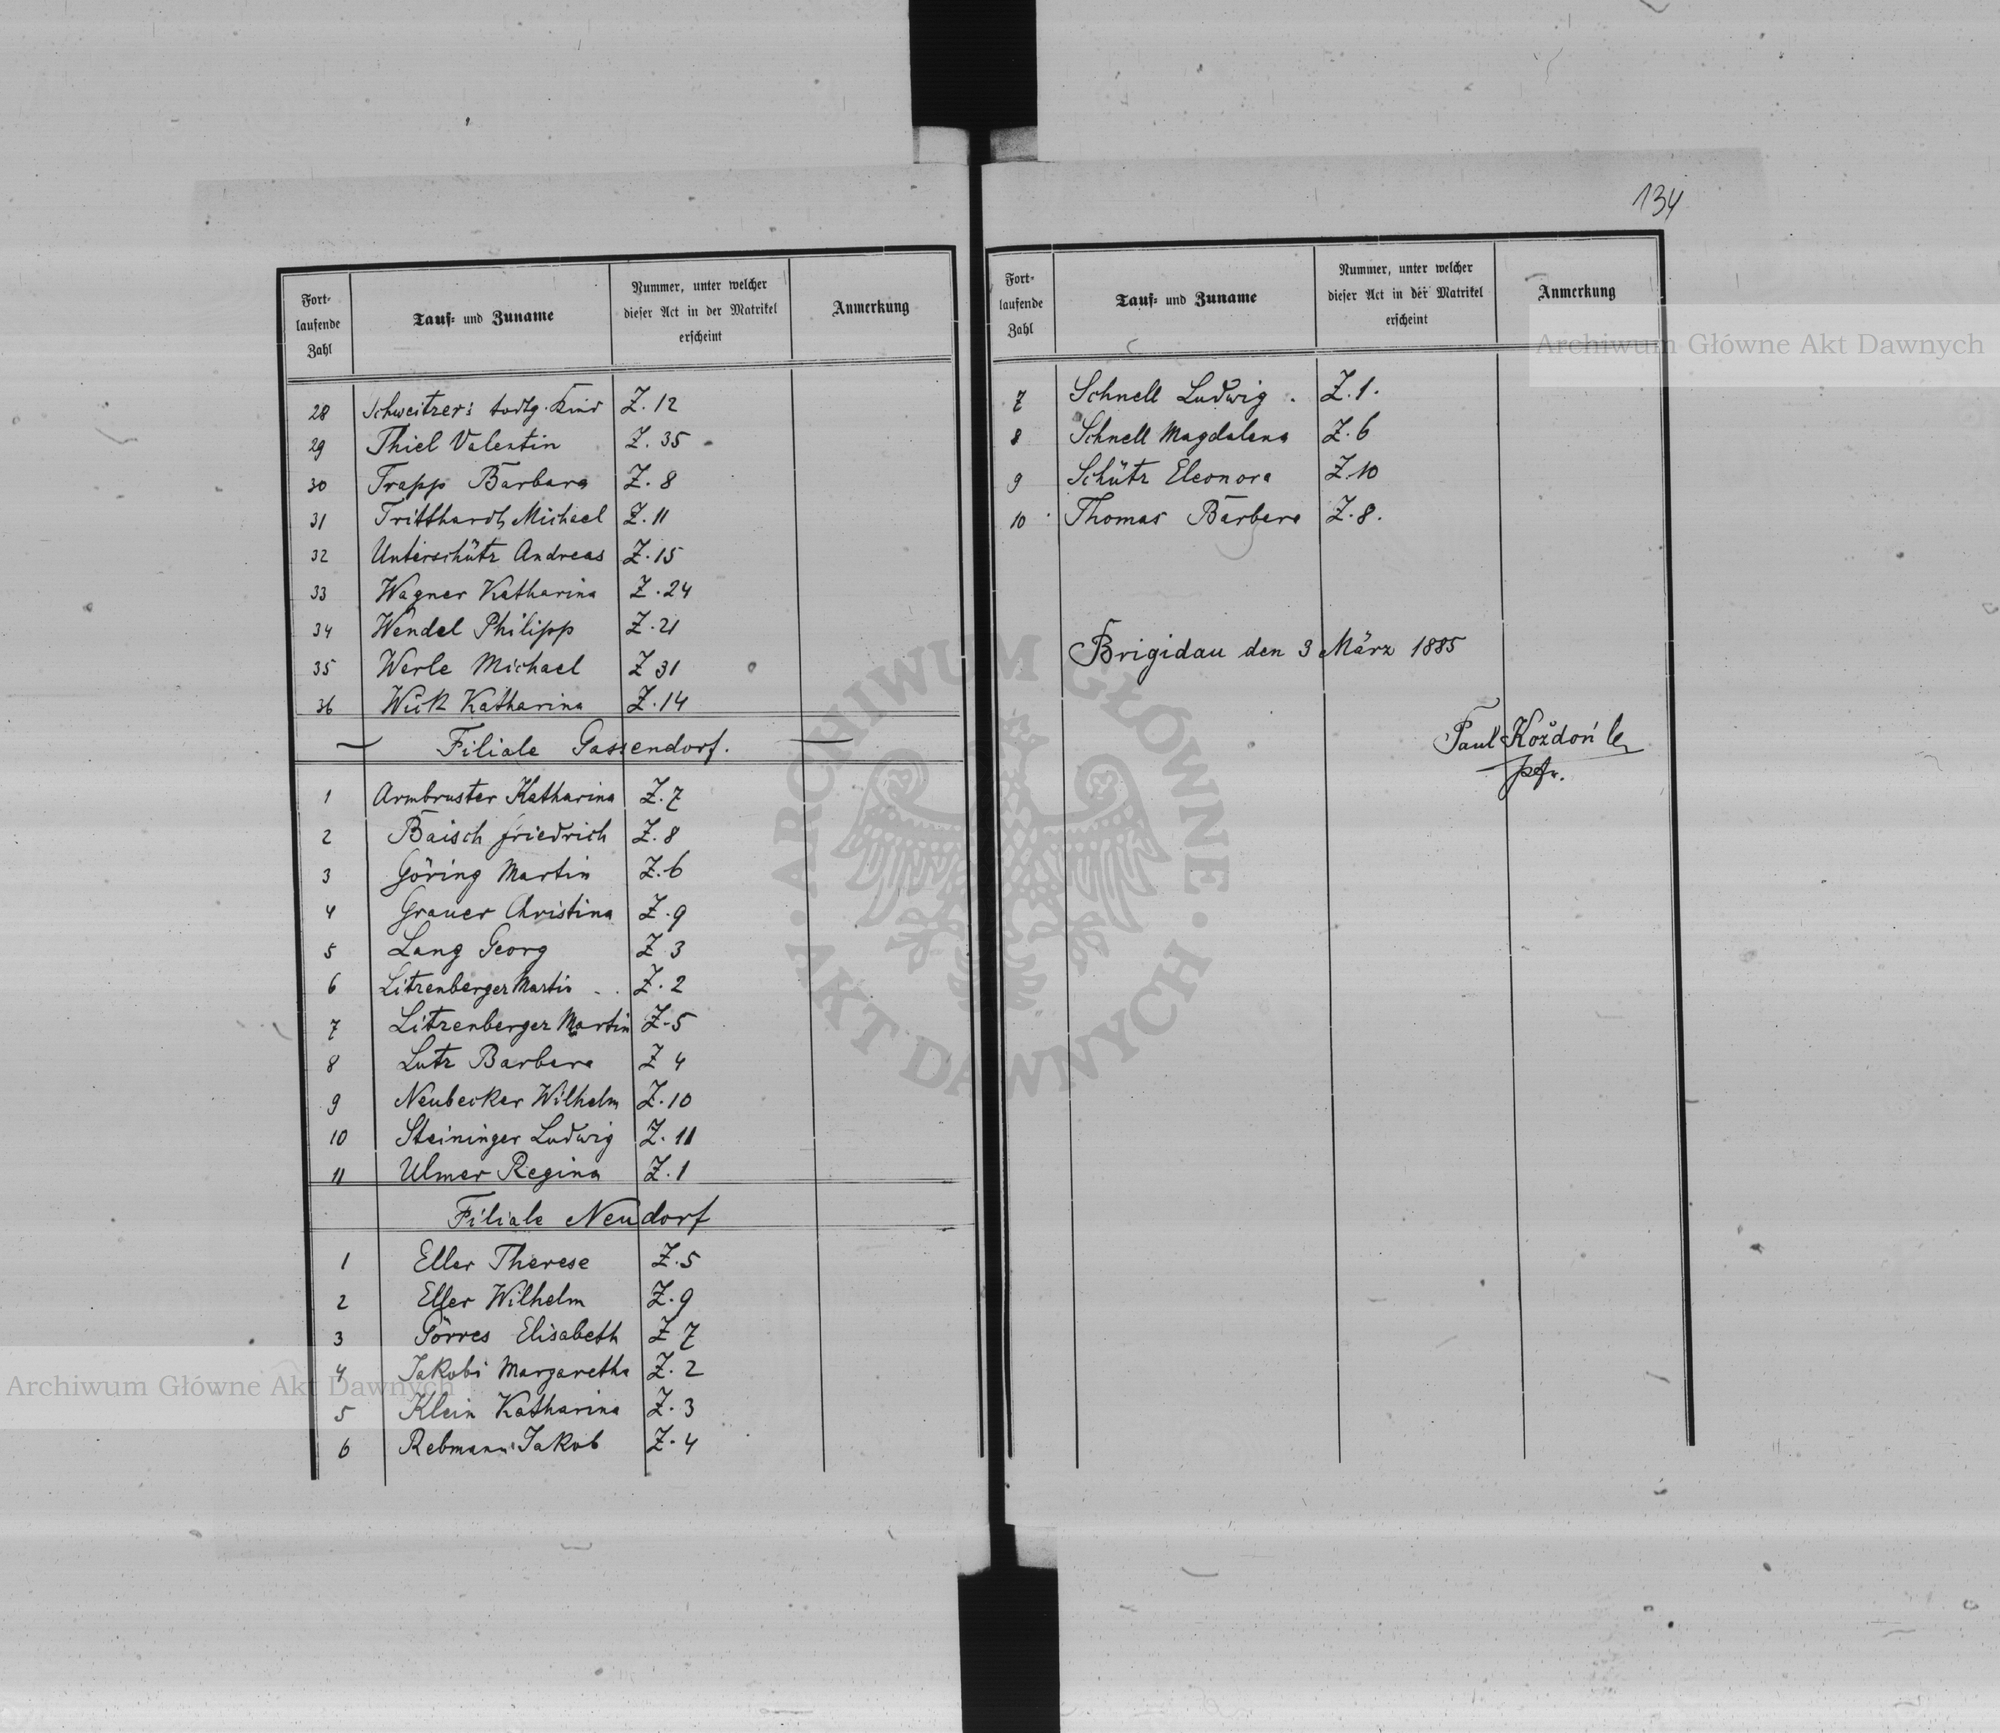 134
Fort- laufende Zahl | Tauf- und Zuname | Nummer, unter welcher dieser Act in der Matrikel erscheint | Anmerkung
28 Schweitzer's todtg. Kind Z. 12
29 Thiel Valentin Z. 35
30 Trapp Barbara Z. 8
31 Tritthardt Michael Z. 11
32 Unterschütz Andreas Z. 15
33 Wagner Katharina Z. 24
34 Wendel Philipp Z. 21
35 Werle Michael Z 31
36 Wük Katharina Z. 14
Filiale Gassendorf.
1 Armbruster Katharina Z. 7
2 Baisch Friedrich Z. 8
3 Göring Martin Z. 6
4 Grauer Christina Z. 9
5 Lang Georg Z 3
6 Litzenberger Martin Z. 2
7 Litzenberger Martin Z. 5
8 Lutz Barbara Z 4
9 Neubecker Wilhelm Z. 10
10 Steininger Ludwig Z. 11
11 Ulmer Regina Z. 1
Filiale Neudorf
1 Eller Therese Z. 5
2 Eller Wilhelm Z. 9
3 Görres Elisabeth Z 7
4 Jakobi Margaretha Z. 2
5 Klein Katharina Z. 3
6 Rebmann Jakob Z. 4
Fort- laufende Zahl | Tauf- und Zuname | Nummer, unter welcher dieser Act in der Matrikel erscheint | Anmerkung
7 Schnell Ludwig Z. 1.
8 Schnell Magdalena Z. 6
9 Schütz Eleonora Z. 10
10 Thomas Barbara Z. 8.
Brigidau den 3 März 1885
Paul Koždoń
Archiwum Główne Akt Dawnych
Archiwum Główne Akt Dawnych
ARCHIWUM GŁÓWNE · AKT DAWNYCH ·